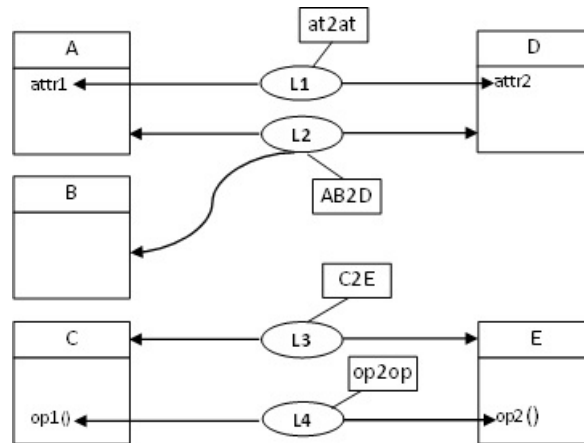 at2at
A
D
attr1
L1
attr2
L2
AB2D
B
C2E
C
L3
E
op2op
op1()
L4
op2()